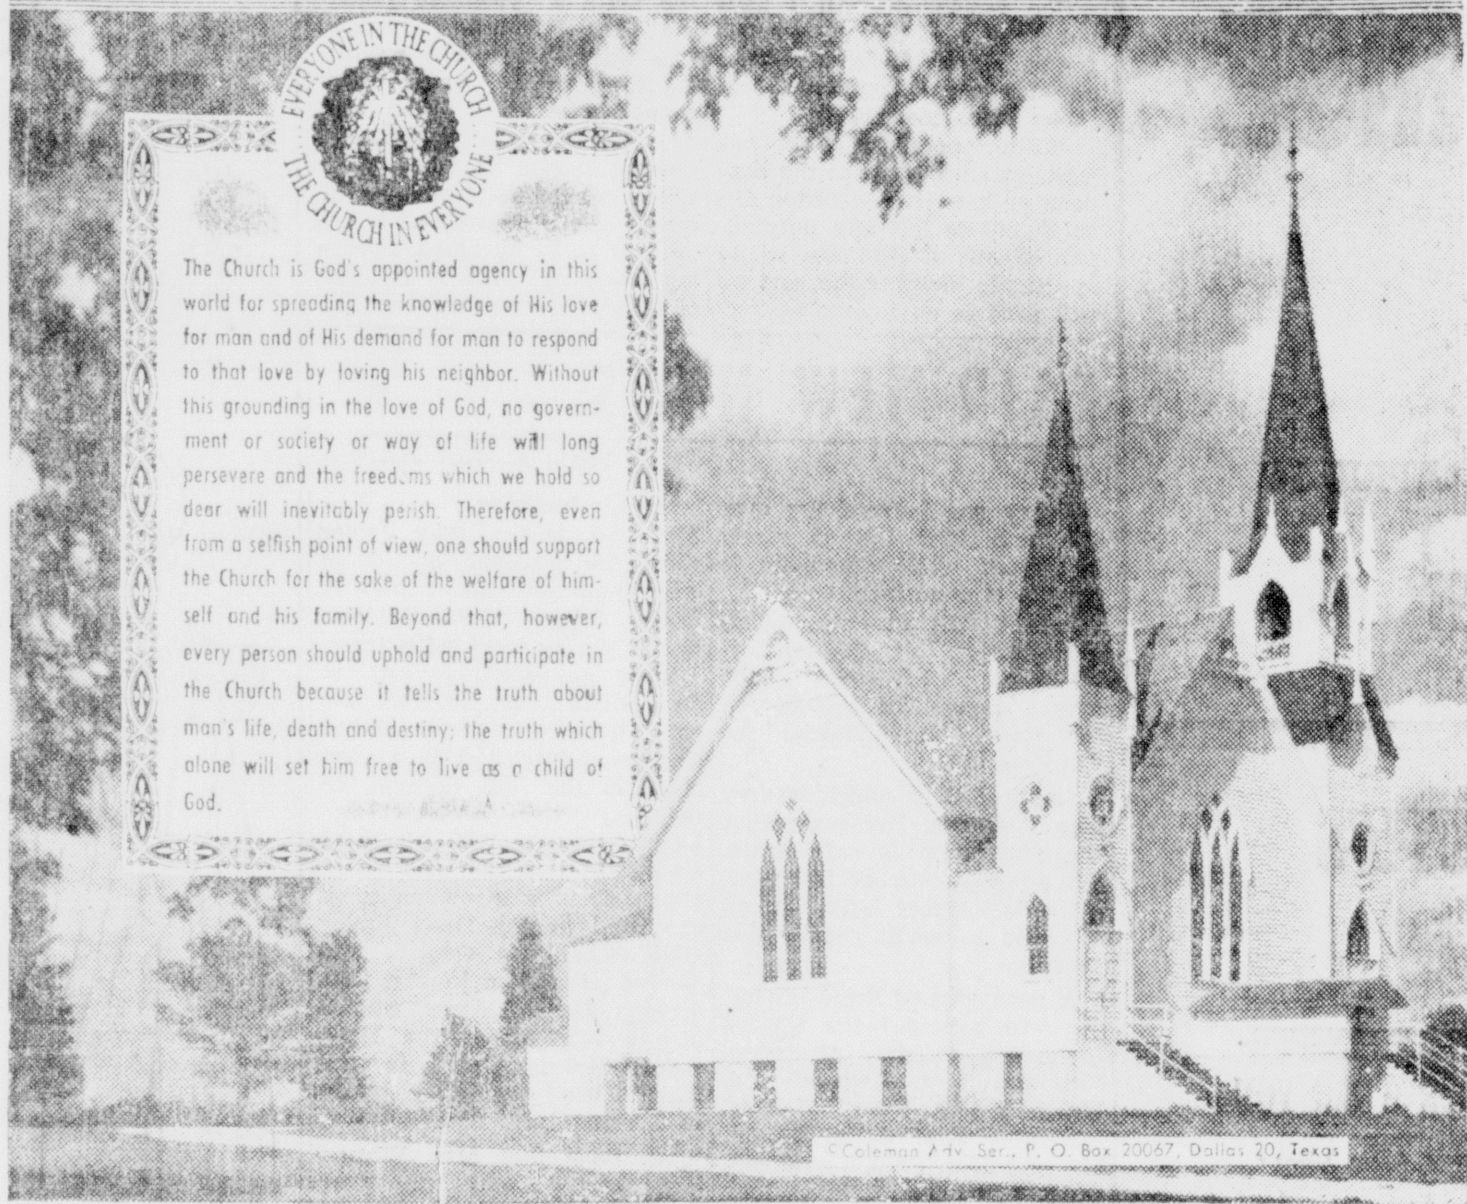 EVERYONE IN THE CHURCH
THE CHURCH IN EVERYONE
The Church is God's appointed agency in this
world for spreading the knowledge of His love
for man and of His demand for man to respond
to that love by loving his neighbor. Without
this grounding in the love of God, no govern-
ment or society or way of life will long
persevere and the freed.ms which we hold so
dear will inevitably perish. Therefore, even
from a selfish point of view, one should support
the Church for the sake of the welfare of him-
self and his family. Beyond that, however,
every person should uphold and participate in
the Church because it tells the truth about
man's life, death and destiny; the truth which
alone will set him free to live as a child of
God.
©Coleman Adv. Ser., P. O. Box 20067, Dallas 20, Texas